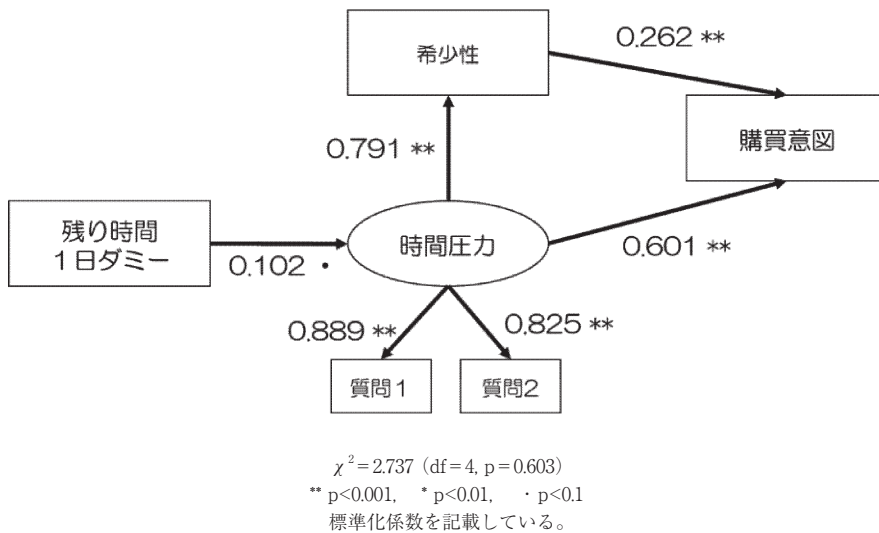 希少性
0.262 **
購買意図
0.791 **
残り時間
1日ダミー
0.102 ・
時間圧力
0.601 **
0.889 **
0.825 **
質問1
質問2
χ²=2.737（df=4, p=0.603）
** p<0.001,　* p<0.01,　・p<0.1
標準化係数を記載している。